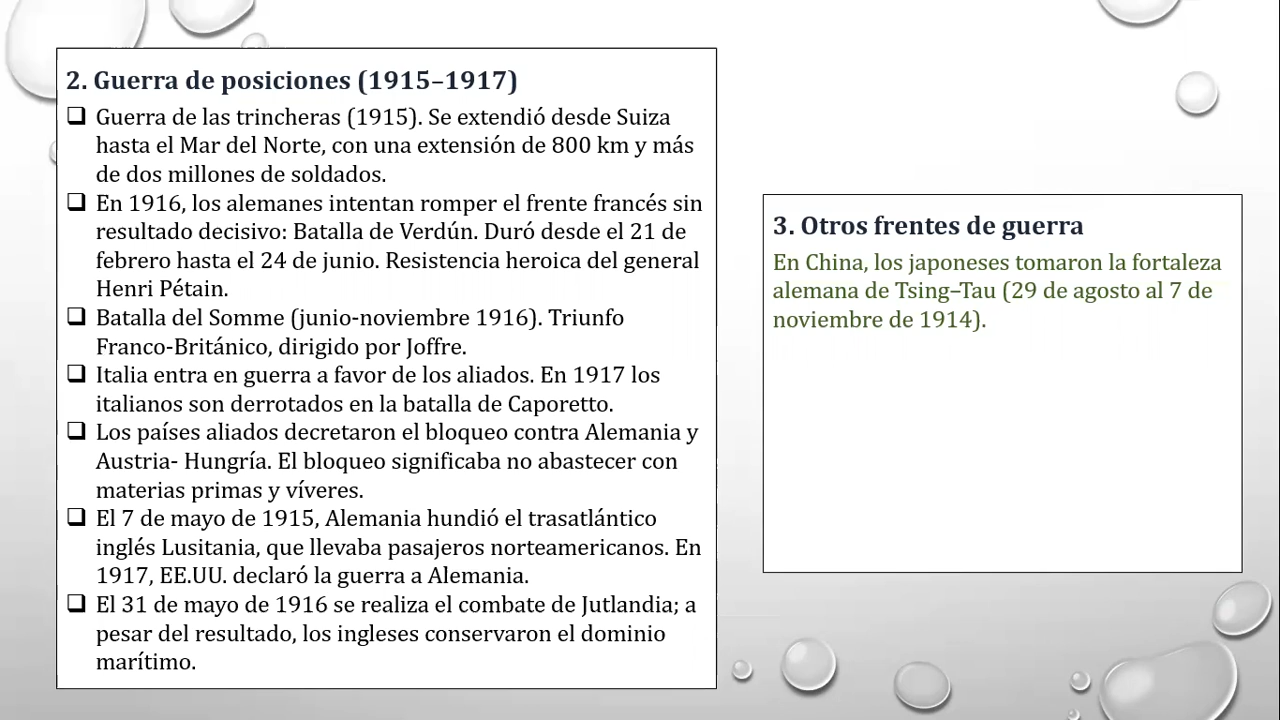 2. Guerra de posiciones (1915–1917)
❑ Guerra de las trincheras (1915). Se extendió desde Suiza
hasta el Mar del Norte, con una extensión de 800 km y más
de dos millones de soldados.
❑ En 1916, los alemanes intentan romper el frente francés sin
resultado decisivo: Batalla de Verdún. Duró desde el 21 de
febrero hasta el 24 de junio. Resistencia heroica del general
Henri Pétain.
❑ Batalla del Somme (junio-noviembre 1916). Triunfo
Franco-Británico, dirigido por Joffre.
❑ Italia entra en guerra a favor de los aliados. En 1917 los
italianos son derrotados en la batalla de Caporetto.
❑ Los países aliados decretaron el bloqueo contra Alemania y
Austria- Hungría. El bloqueo significaba no abastecer con
materias primas y víveres.
❑ El 7 de mayo de 1915, Alemania hundió el trasatlántico
inglés Lusitania, que llevaba pasajeros norteamericanos. En
1917, EE.UU. declaró la guerra a Alemania.
❑ El 31 de mayo de 1916 se realiza el combate de Jutlandia; a
pesar del resultado, los ingleses conservaron el dominio
marítimo.
3. Otros frentes de guerra
En China, los japoneses tomaron la fortaleza
alemana de Tsing–Tau (29 de agosto al 7 de
noviembre de 1914).